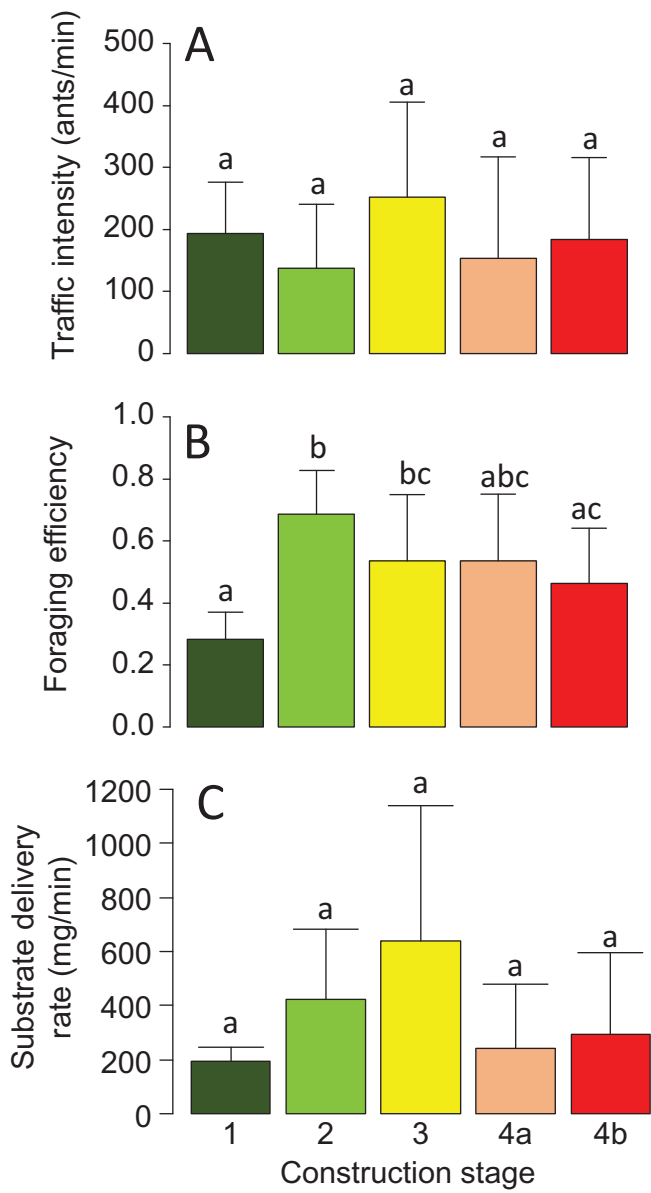 A
Traffic intensity (ants/min)
500
400
300
200
100
0
a
a
a
a
a
B
Foraging efficiency
1.0
0.8
0.6
0.4
0.2
0.0
a
b
bc
abc
ac
C
Substrate delivery
rate (mg/min)
1200
1000
800
600
400
200
0
a
a
a
a
a
1 2 3 4a 4b
Construction stage